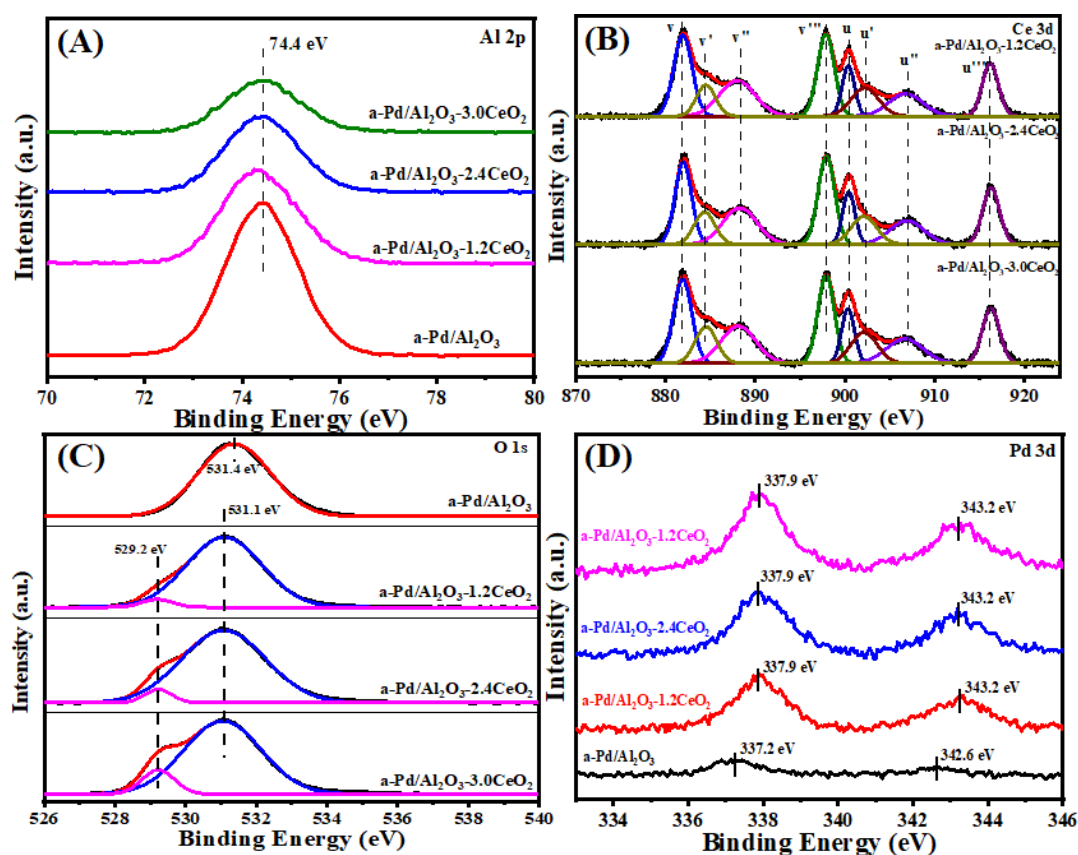 (A)
Al 2p
74.4 eV
a-Pd/Al₂O₃-3.0CeO₂
a-Pd/Al₂O₃-2.4CeO₂
a-Pd/Al₂O₃-1.2CeO₂
a-Pd/Al₂O₃
Intensity (a.u.)
70 72 74 76 78 80
Binding Energy (eV)
(B)
Ce 3d
v v' v'' v''' u u' u'' u'''
a-Pd/Al₂O₃-1.2CeO₂
a-Pd/Al₂O₃-2.4CeO₂
a-Pd/Al₂O₃-3.0CeO₂
Intensity (a.u.)
870 880 890 900 910 920
Binding Energy (eV)
(C)
O 1s
531.4 eV
a-Pd/Al₂O₃
531.1 eV
529.2 eV
a-Pd/Al₂O₃-1.2CeO₂
a-Pd/Al₂O₃-2.4CeO₂
a-Pd/Al₂O₃-3.0CeO₂
Intensity (a.u.)
526 528 530 532 534 536 538 540
Binding Energy (eV)
(D)
Pd 3d
337.9 eV
343.2 eV
a-Pd/Al₂O₃-1.2CeO₂
337.9 eV
343.2 eV
a-Pd/Al₂O₃-2.4CeO₂
337.9 eV
343.2 eV
a-Pd/Al₂O₃-1.2CeO₂
337.2 eV
342.6 eV
a-Pd/Al₂O₃
Intensity (a.u.)
334 336 338 340 342 344 346
Binding Energy (eV)